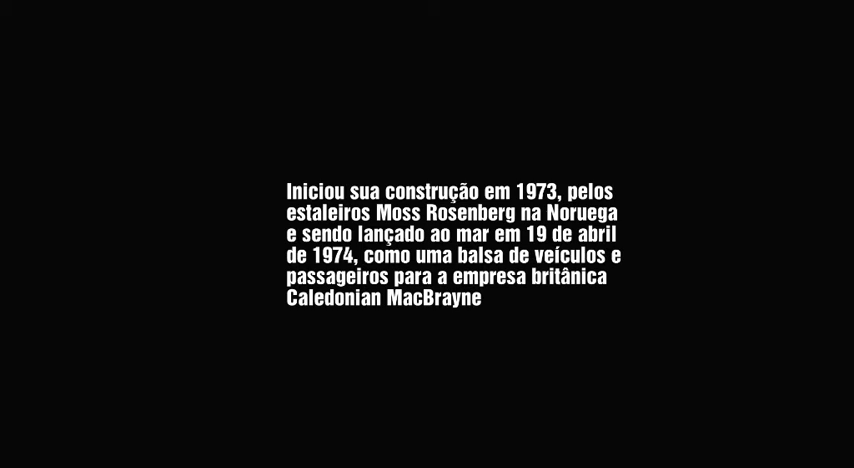 Iniciou sua construção em 1973, pelos
estaleiros Moss Rosenberg na Noruega
e sendo lançado ao mar em 19 de abril
de 1974, como uma balsa de veículos e
passageiros para a empresa britânica
Caledonian MacBrayne